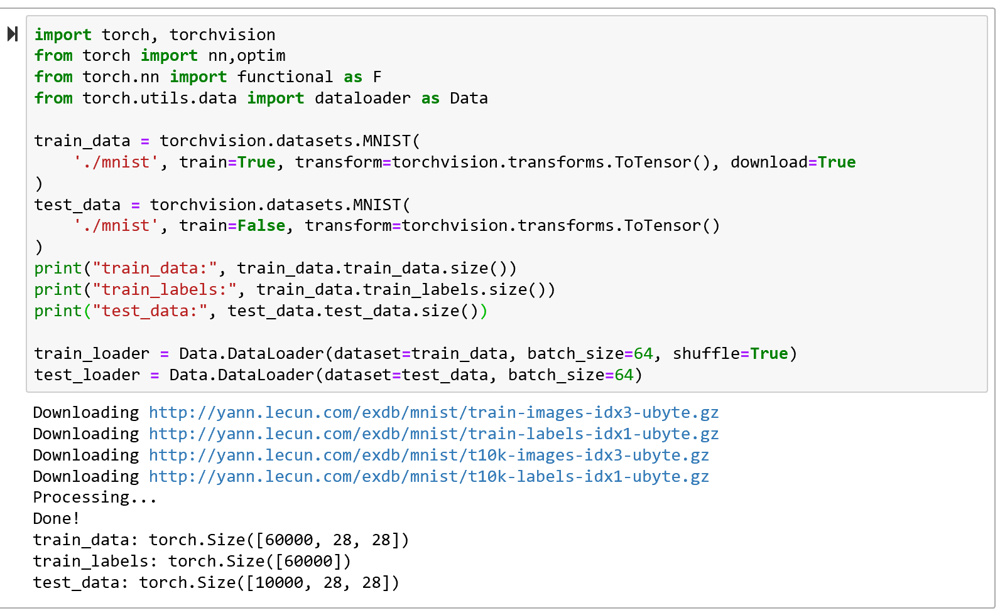 import torch, torchvision
from torch import nn,optim
from torch.nn import functional as F
from torch.utils.data import dataloader as Data

train_data = torchvision.datasets.MNIST(
    './mnist', train=True, transform=torchvision.transforms.ToTensor(), download=True
)
test_data = torchvision.datasets.MNIST(
    './mnist', train=False, transform=torchvision.transforms.ToTensor()
)
print("train_data:", train_data.train_data.size())
print("train_labels:", train_data.train_labels.size())
print("test_data:", test_data.test_data.size())

train_loader = Data.DataLoader(dataset=train_data, batch_size=64, shuffle=True)
test_loader = Data.DataLoader(dataset=test_data, batch_size=64)
Downloading http://yann.lecun.com/exdb/mnist/train-images-idx3-ubyte.gz
Downloading http://yann.lecun.com/exdb/mnist/train-labels-idx1-ubyte.gz
Downloading http://yann.lecun.com/exdb/mnist/t10k-images-idx3-ubyte.gz
Downloading http://yann.lecun.com/exdb/mnist/t10k-labels-idx1-ubyte.gz
Processing...
Done!
train_data: torch.Size([60000, 28, 28])
train_labels: torch.Size([60000])
test_data: torch.Size([10000, 28, 28])